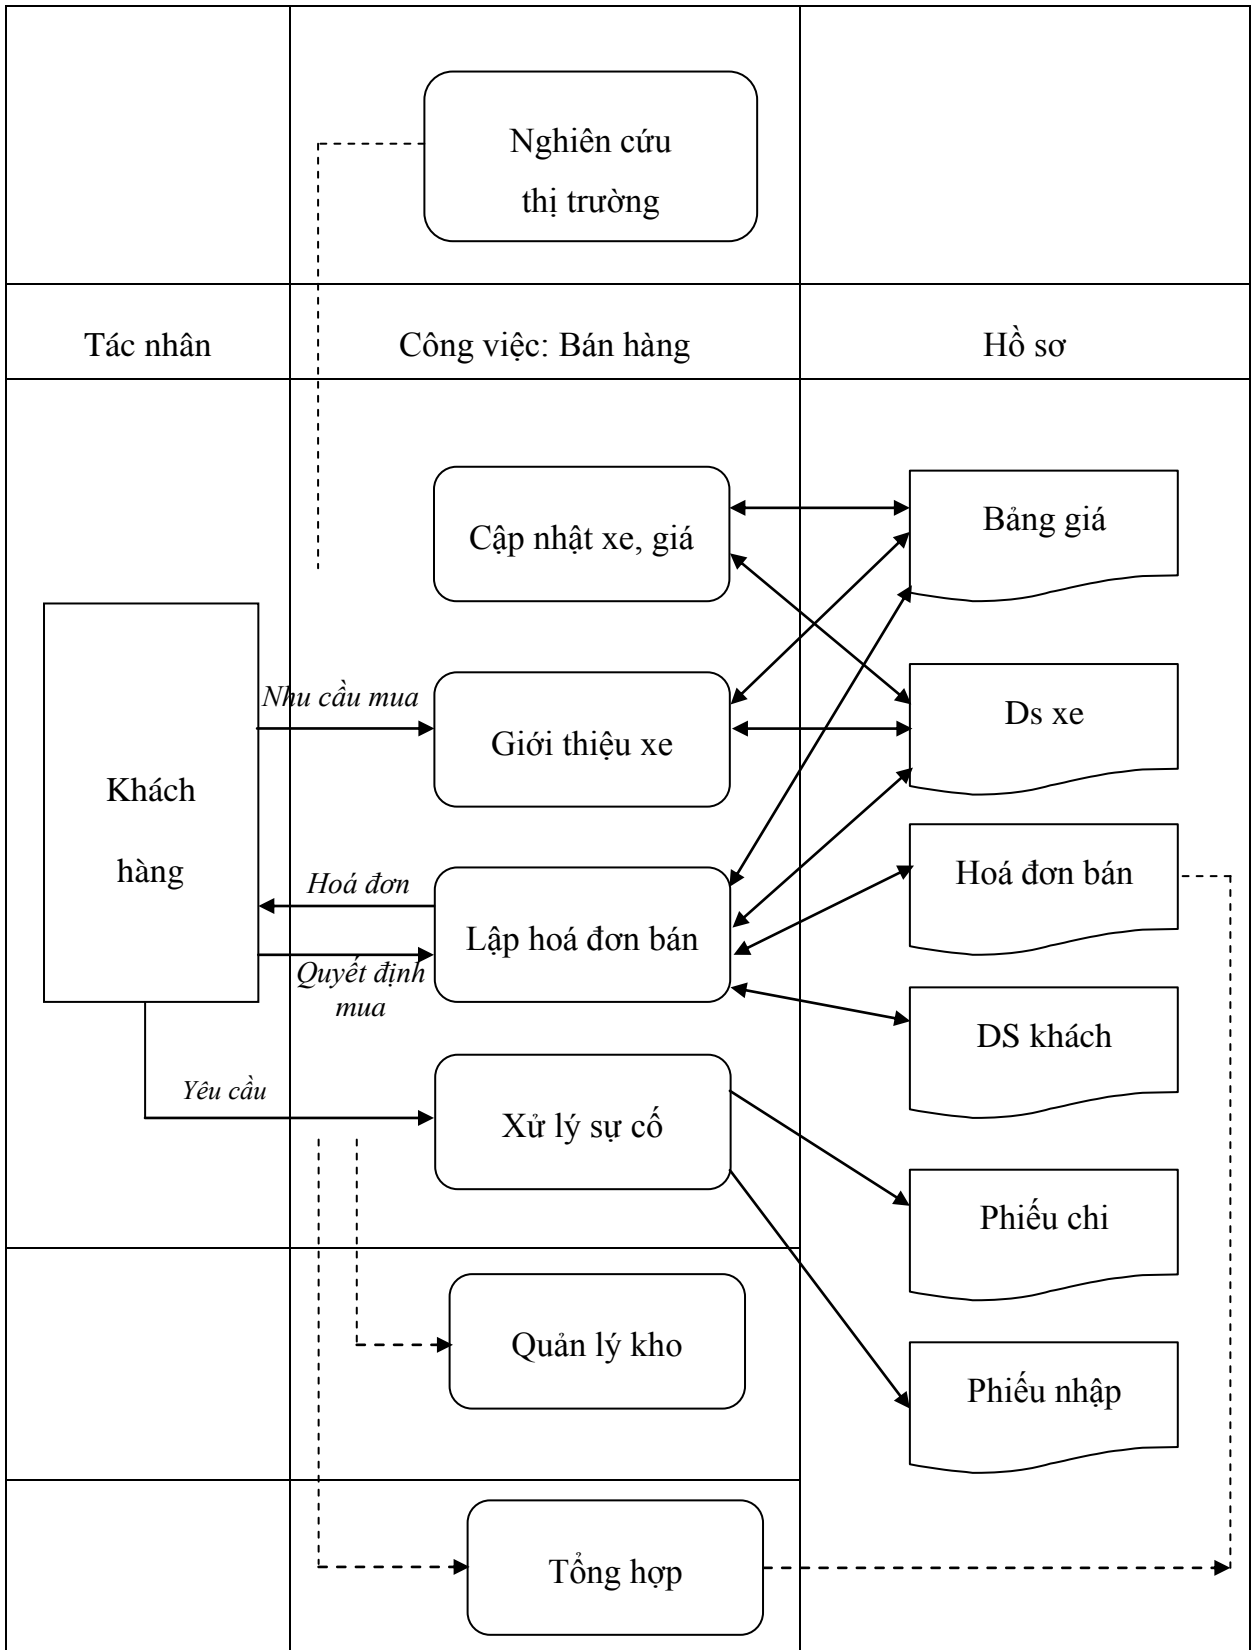 Nghiên cứu
thị trường
Tác nhân
Công việc: Bán hàng
Hồ sơ
Cập nhật xe, giá
Bảng giá
Nhu cầu mua
Giới thiệu xe
Ds xe
Khách
hàng
Hoá đơn
Lập hoá đơn bán
Hoá đơn bán
Quyết định
mua
DS khách
Yêu cầu
Xử lý sự cố
Phiếu chi
Quản lý kho
Phiếu nhập
Tổng hợp